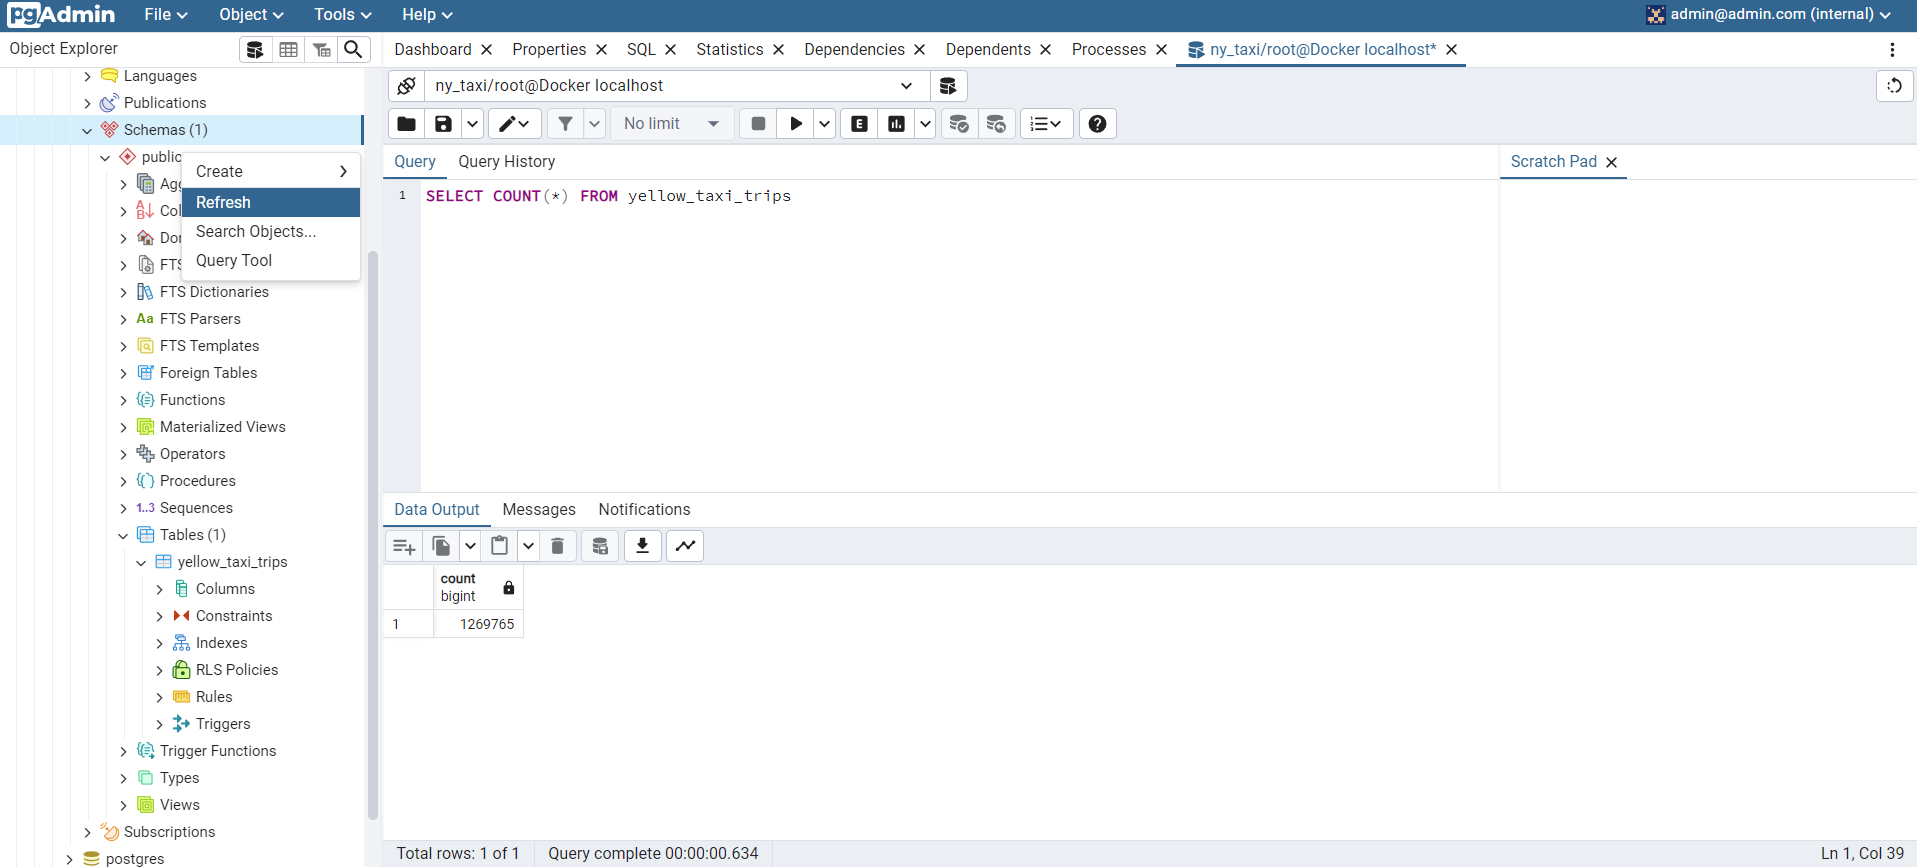 pgAdmin File Object Tools Help admin@admin.com (internal)
Object Explorer
Dashboard Properties SQL Statistics Dependencies Dependents Processes ny_taxi/root@Docker localhost*
Languages
Publications
Schemas (1)
public
Create
Refresh
Search Objects...
Query Tool
Agg
Col
Dor
FTS
FTS Dictionaries
Aa FTS Parsers
FTS Templates
Foreign Tables
Functions
Materialized Views
Operators
Procedures
1..3 Sequences
Tables (1)
yellow_taxi_trips
Columns
Constraints
Indexes
RLS Policies
Rules
Triggers
Trigger Functions
Types
Views
Subscriptions
postgres
ny_taxi/root@Docker localhost
No limit
E
Query Query History
Scratch Pad
1 SELECT COUNT(*) FROM yellow_taxi_trips
Data Output Messages Notifications
count
bigint
1 1269765
Total rows: 1 of 1 Query complete 00:00:00.634 Ln 1, Col 39